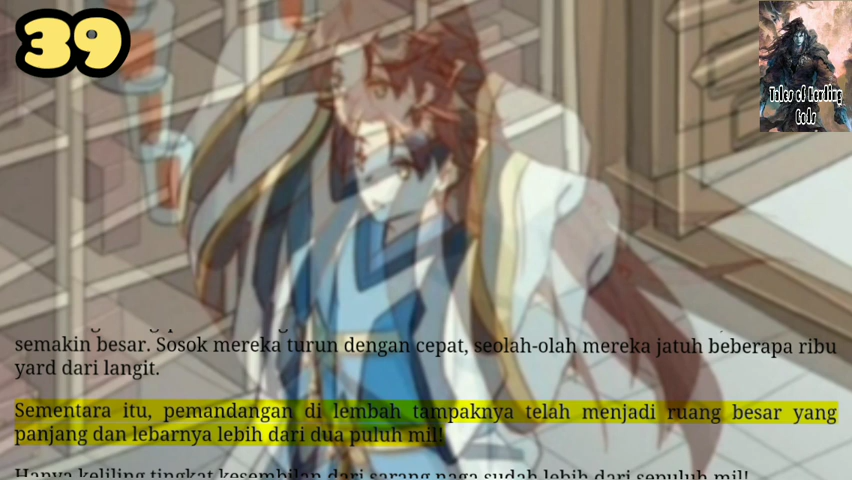 39
Tales of Herding
Gods
semakin besar. Sosok mereka turun dengan cepat, seolah-olah mereka jatuh beberapa ribu
yard dari langit.
Sementara itu, pemandangan di lembah tampaknya telah menjadi ruang besar yang
panjang dan lebarnya lebih dari dua puluh mil!
Hanya keliling tingkat kesembilan dari sarang naga sudah lebih dari sepuluh mil!